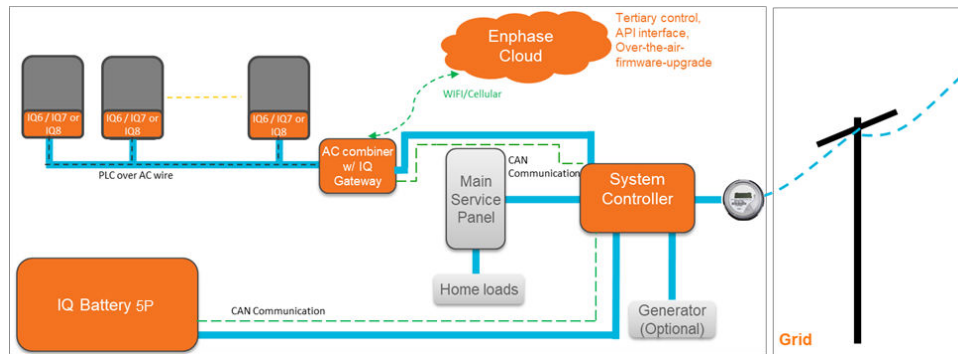 Enphase
Cloud
Tertiary control,
API interface,
Over-the-air-
firmware-upgrade
WIFI/Cellular
IQ6 / IQ7 or
IQ8
IQ6 / IQ7 or
IQ8
IQ6 / IQ7 or
IQ8
PLC over AC wire
AC combiner
w/ IQ
Gateway
CAN
Communication
Main
Service
Panel
System
Controller
Home loads
Generator
(Optional)
IQ Battery 5P
CAN Communication
Grid